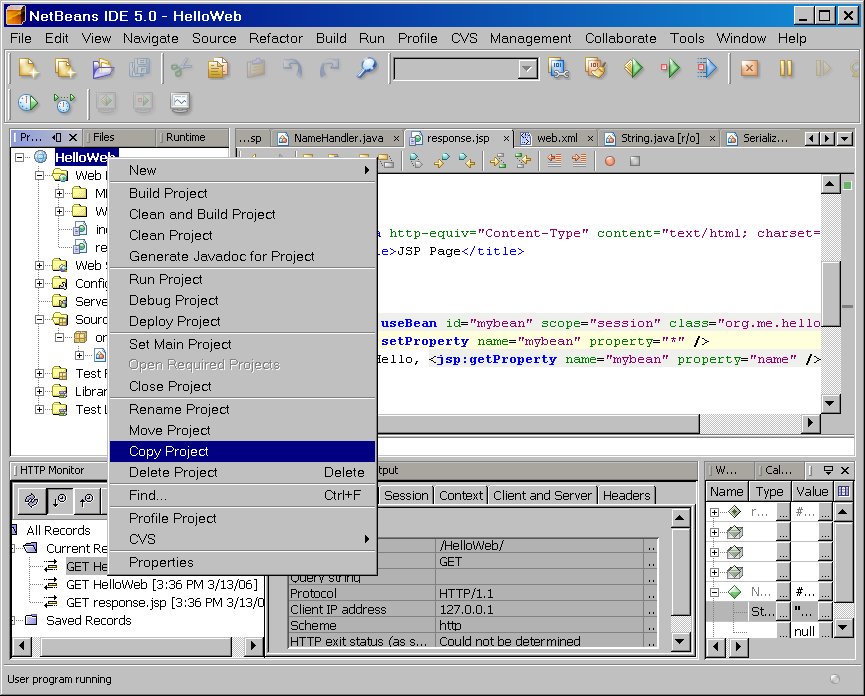 NetBeans IDE 5.0 - HelloWeb
File Edit View Navigate Source Refactor Build Run Profile CVS Management Collaborate Tools Window Help
Pr... Files Runtime
...sp NameHandler.java response.jsp web.xml String.java [r/o] Serializ...
HelloWeb
Web
Web
Confi
Serve
Sourc
Test
Librar
Test
New
Build Project
Clean and Build Project
Clean Project
Generate Javadoc for Project
Run Project
Debug Project
Deploy Project
Set Main Project
Open Required Projects
Close Project
Rename Project
Move Project
Copy Project
Delete Project Delete
Find... Ctrl+F
Profile Project
CVS
Properties
http-equiv="Content-Type" content="text/html; charset=
>JSP Page</title>
useBean id="mybean" scope="session" class="org.me.hello
setProperty name="mybean" property="*" />
Hello, <jsp:getProperty name="mybean" property="name" />
HTTP Monitor
All Records
Current Re
GET He
GET HelloWeb [3:36 PM 3/13/06]
GET response.jsp [3:36 PM 3/13/0
Saved Records
tput
Session Context Client and Server Headers
/HelloWeb/ ..
GET ..
Query string ..
Protocol HTTP/1.1 ..
Client IP address 127.0.0.1 ..
Scheme http ..
HTTP exit status (as s... Could not be determined ..
W... Cal...
Name Type Value
r... ... #... ...
N... ... #... ...
St... ... "... ...
null ...
User program running